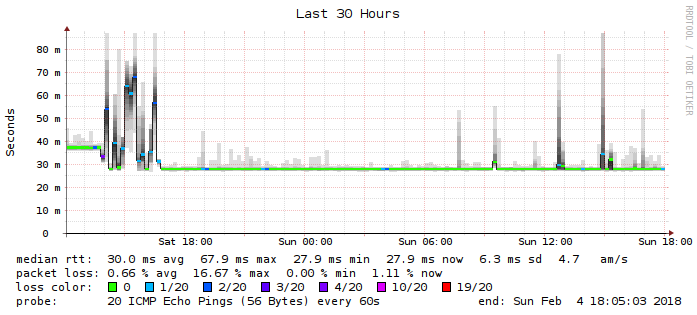 Last 30 Hours
RRDTOOL / TOBI OETIKER
Seconds
80 m
70 m
60 m
50 m
40 m
30 m
20 m
10 m
0
Sat 18:00 Sun 00:00 Sun 06:00 Sun 12:00 Sun 18:00
median rtt: 30.0 ms avg 67.9 ms max 27.9 ms min 27.9 ms now 6.3 ms sd 4.7 am/s
packet loss: 0.66 % avg 16.67 % max 0.00 % min 1.11 % now
loss color: 0 1/20 2/20 3/20 4/20 10/20 19/20
probe: 20 ICMP Echo Pings (56 Bytes) every 60s end: Sun Feb 4 18:05:03 2018